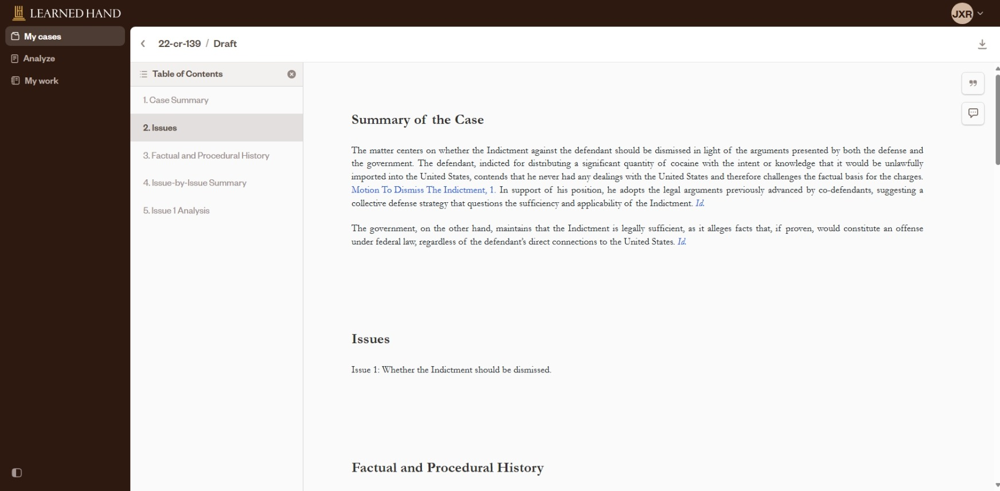 LEARNED HAND
JXR
My cases
Analyze
My work
22-cr-139 / Draft
Table of Contents
1. Case Summary
2. Issues
3. Factual and Procedural History
4. Issue-by-Issue Summary
5. Issue 1 Analysis
Summary of the Case
The matter centers on whether the Indictment against the defendant should be dismissed in light of the arguments presented by both the defense and
the government. The defendant, indicted for distributing a significant quantity of cocaine with the intent or knowledge that it would be unlawfully
imported into the United States, contends that he never had any dealings with the United States and therefore challenges the factual basis for the charges.
Motion To Dismiss The Indictment, 1. In support of his position, he adopts the legal arguments previously advanced by co-defendants, suggesting a
collective defense strategy that questions the sufficiency and applicability of the Indictment. Id.
The government, on the other hand, maintains that the Indictment is legally sufficient, as it alleges facts that, if proven, would constitute an offense
under federal law, regardless of the defendant’s direct connections to the United States. Id.
Issues
Issue 1: Whether the Indictment should be dismissed.
Factual and Procedural History